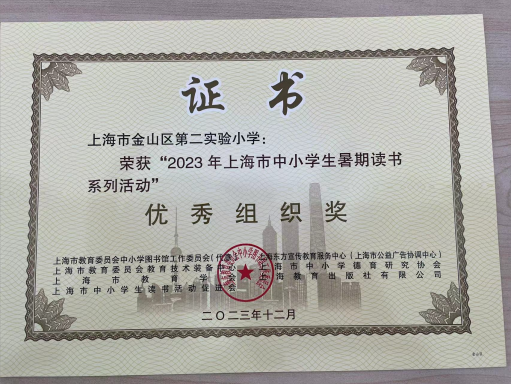 证书
上海市金山区第二实验小学：
荣获“2023年上海市中小学生暑期读书
系列活动”
优秀组织奖
上海市教育委员会中小学图书馆工作委员会(代章) 上海东方宣传教育服务中心（上海市公益广告协调中心）
上海市教育委员会教育技术装备中心 上海市中小学德育研究协会
上海市教育学会 上海教育出版社有限公司
上海市中小学生读书活动促进会
二〇二三年十二月